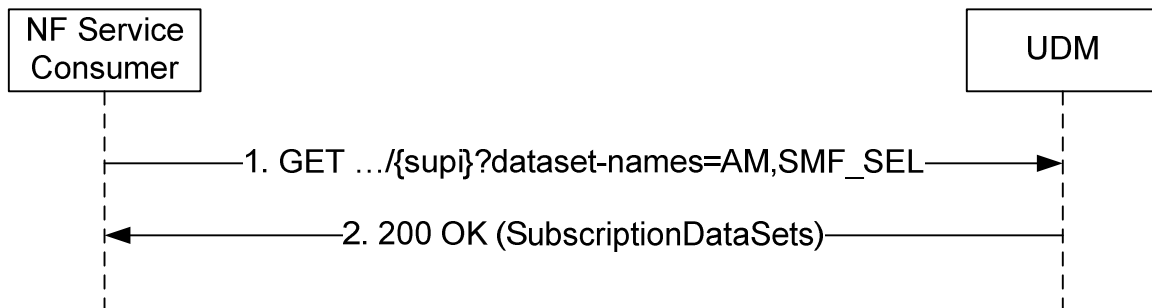 NF Service
Consumer
UDM
1. GET …/{supi}?dataset-names=AM,SMF_SEL
2. 200 OK (SubscriptionDataSets)